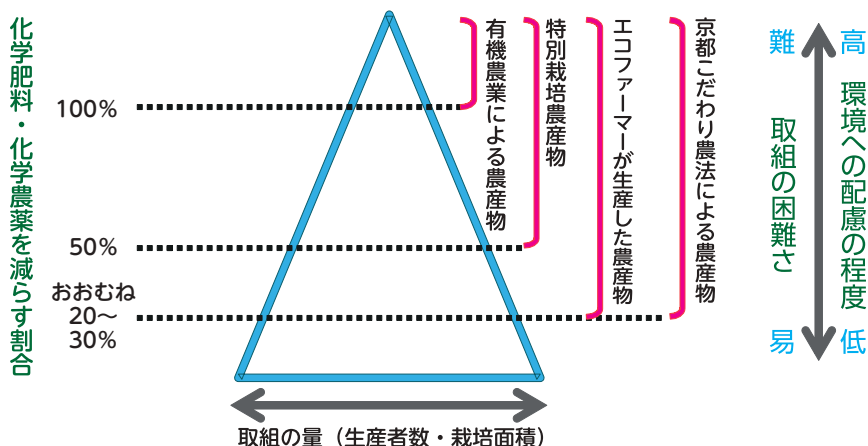 化学肥料・化学農薬を減らす割合
100%
50%
おおむね
20〜
30%
有機農業による農産物
特別栽培農産物
エコファーマーが生産した農産物
京都こだわり農法による農産物
難
取組の困難さ
易
高
環境への配慮の程度
低
取組の量（生産者数・栽培面積）